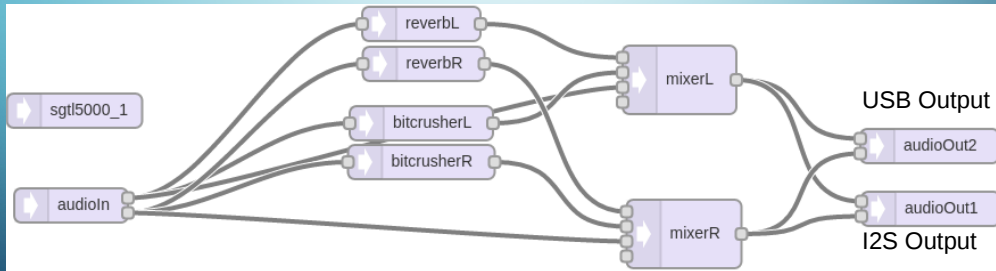 reverbL
reverbR
mixerL
sgtl5000_1
USB Output
bitcrusherL
audioOut2
bitcrusherR
audioIn
audioOut1
mixerR
I2S Output